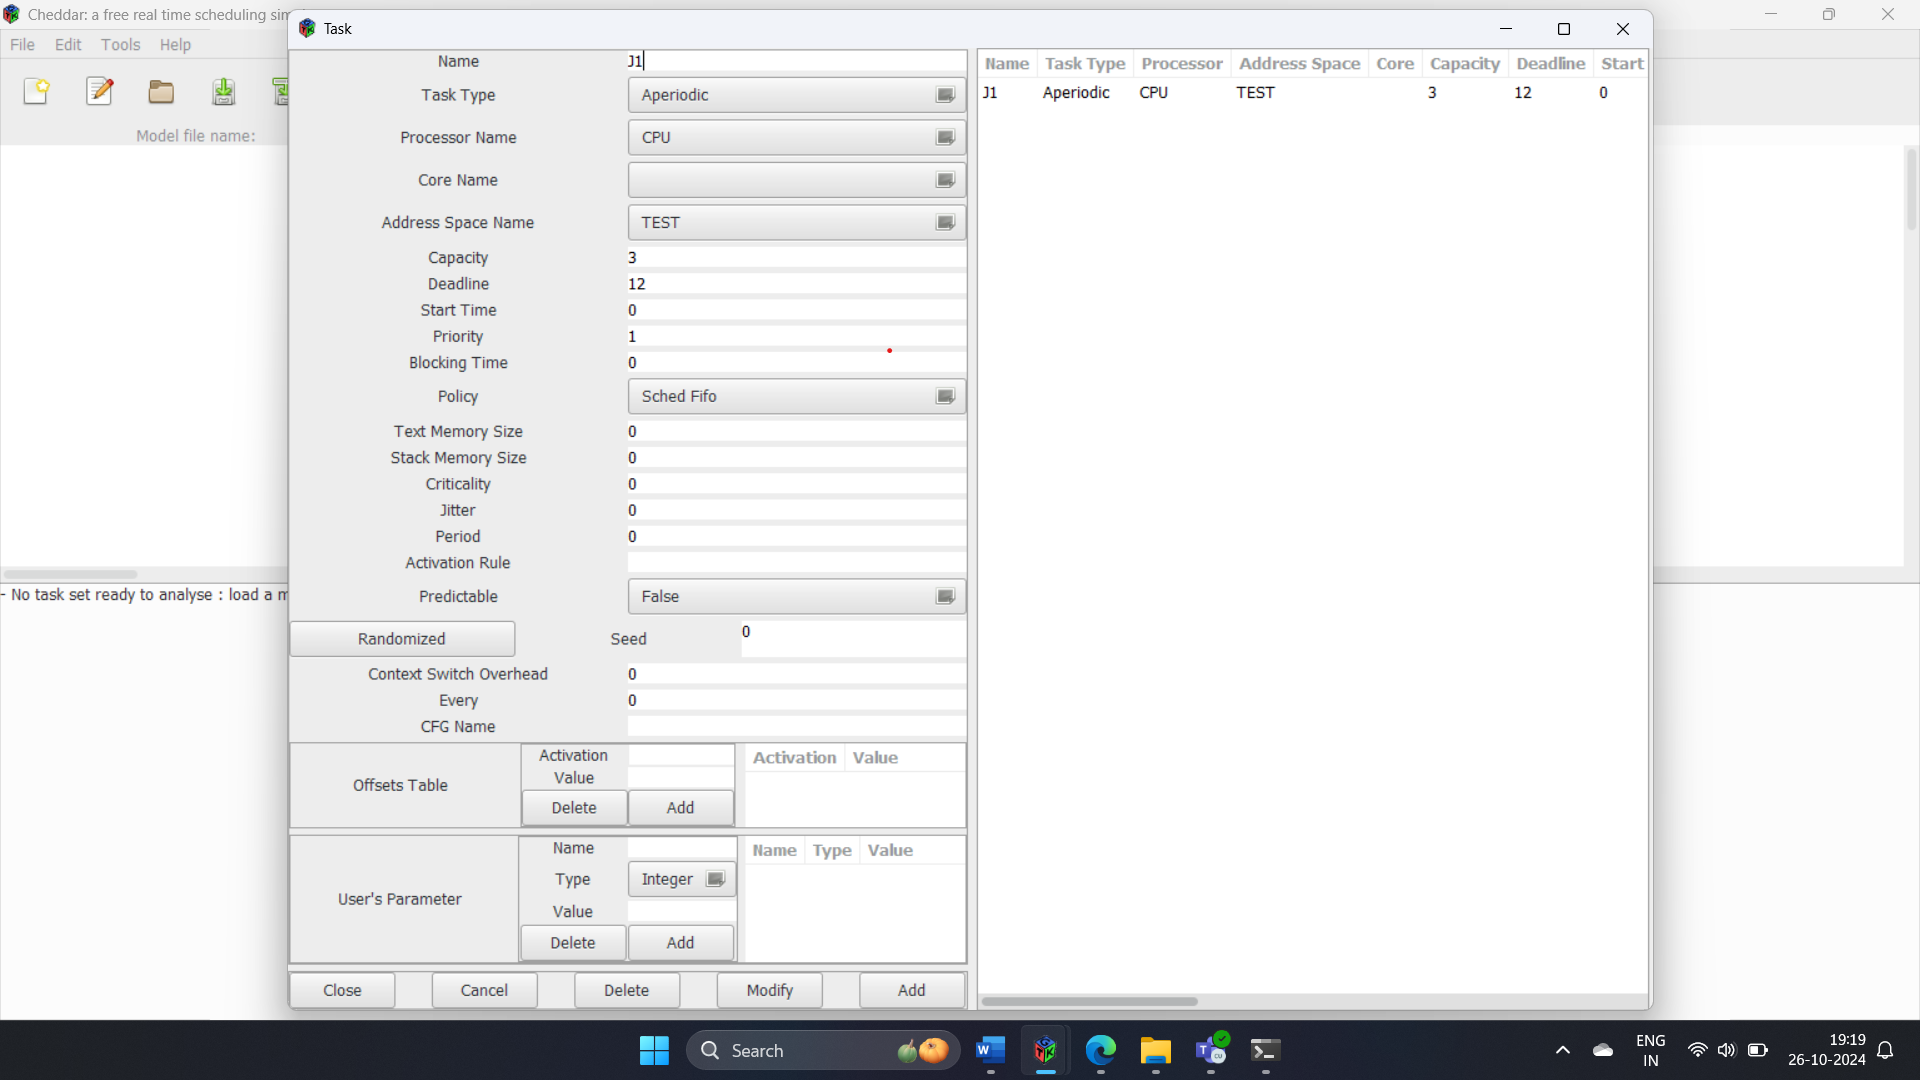 Cheddar: a free real time scheduling sim
File Edit Tools Help
Model file name:
- No task set ready to analyse : load a m
Task
Name J1
Task Type Aperiodic
Processor Name CPU
Core Name
Address Space Name TEST
Capacity 3
Deadline 12
Start Time 0
Priority 1
Blocking Time 0
Policy Sched Fifo
Text Memory Size 0
Stack Memory Size 0
Criticality 0
Jitter 0
Period 0
Activation Rule
Predictable False
Randomized Seed 0
Context Switch Overhead 0
Every 0
CFG Name
Offsets Table
Activation
Value
Delete Add
Activation Value
User's Parameter
Name
Type Integer
Value
Delete Add
Name Type Value
Close Cancel Delete Modify Add
Name Task Type Processor Address Space Core Capacity Deadline Start
J1 Aperiodic CPU TEST 3 12 0
Search
ENG
IN
19:19
26-10-2024